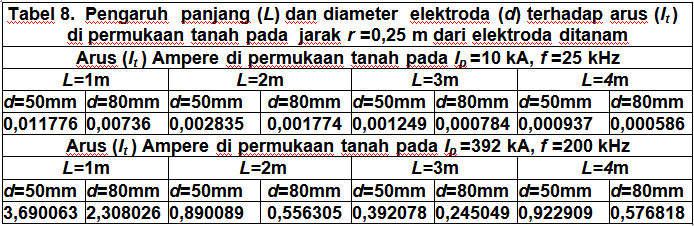 Tabel 8. Pengaruh panjang (L) dan diameter elektroda (d) terhadap arus (It)
di permukaan tanah pada jarak r =0,25 m dari elektroda ditanam
Arus (It) Ampere di permukaan tanah pada Ip =10 kA, f =25 kHz
L=1m L=2m L=3m L=4m
d=50mm d=80mm d=50mm d=80mm d=50mm d=80mm d=50mm d=80mm
0,011776 0,00736 0,002835 0,001774 0,001249 0,000784 0,000937 0,000586
Arus (It) Ampere di permukaan tanah pada Ip =392 kA, f =200 kHz
L=1m L=2m L=3m L=4m
d=50mm d=80mm d=50mm d=80mm d=50mm d=80mm d=50mm d=80mm
3,690063 2,308026 0,890089 0,556305 0,392078 0,245049 0,922909 0,576818